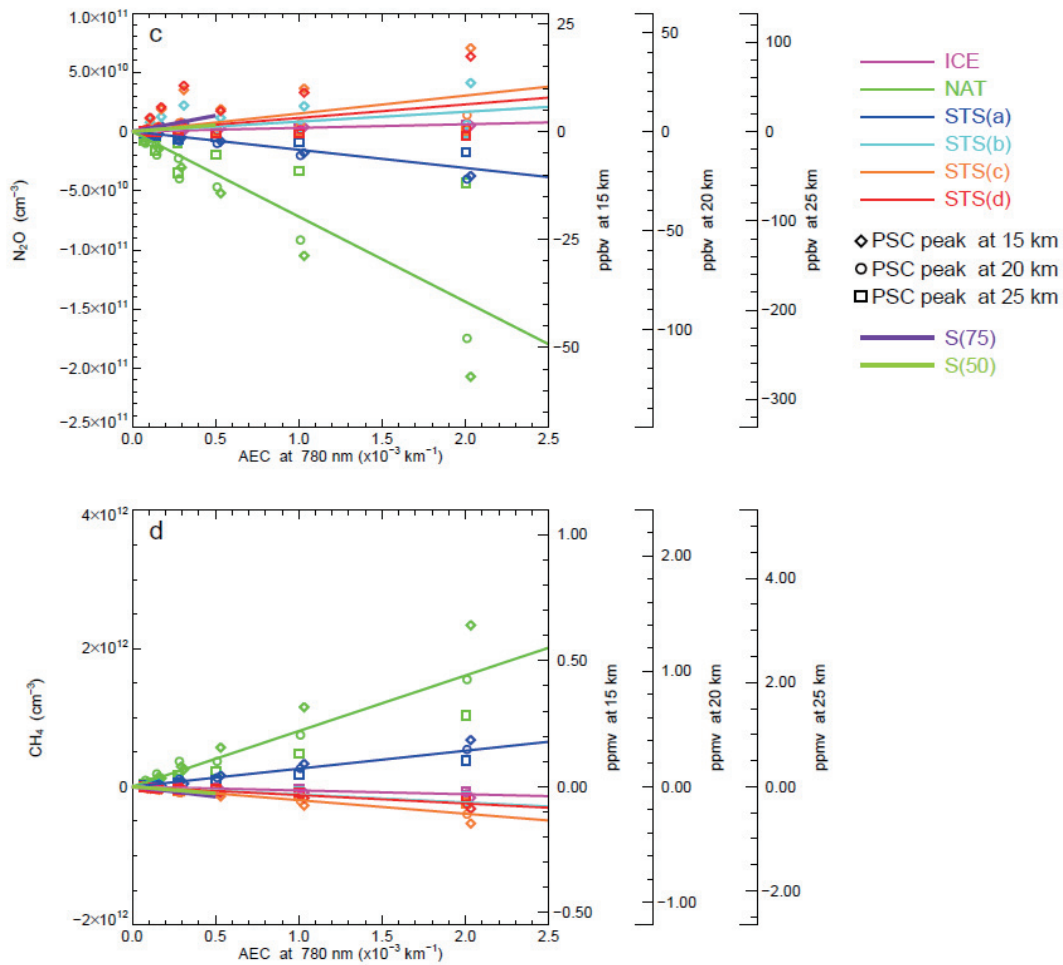 c
N₂O (cm⁻³)
1.0×10¹¹
5.0×10¹⁰
0
−5.0×10¹⁰
−1.0×10¹¹
−1.5×10¹¹
−2.0×10¹¹
−2.5×10¹¹
0.0 0.5 1.0 1.5 2.0 2.5
AEC at 780 nm (x10⁻³ km⁻¹)
25
0
−25
−50
ppbv at 15 km
50
0
−50
−100
ppbv at 20 km
100
0
−100
−200
−300
ppbv at 25 km
ICE
NAT
STS(a)
STS(b)
STS(c)
STS(d)
PSC peak at 15 km
PSC peak at 20 km
PSC peak at 25 km
S(75)
S(50)
d
CH₄ (cm⁻³)
4×10¹²
2×10¹²
0
−2×10¹²
0.0 0.5 1.0 1.5 2.0 2.5
AEC at 780 nm (x10⁻³ km⁻¹)
1.00
0.50
0.00
−0.50
ppmv at 15 km
2.00
1.00
0.00
−1.00
ppmv at 20 km
4.00
2.00
0.00
−2.00
ppmv at 25 km